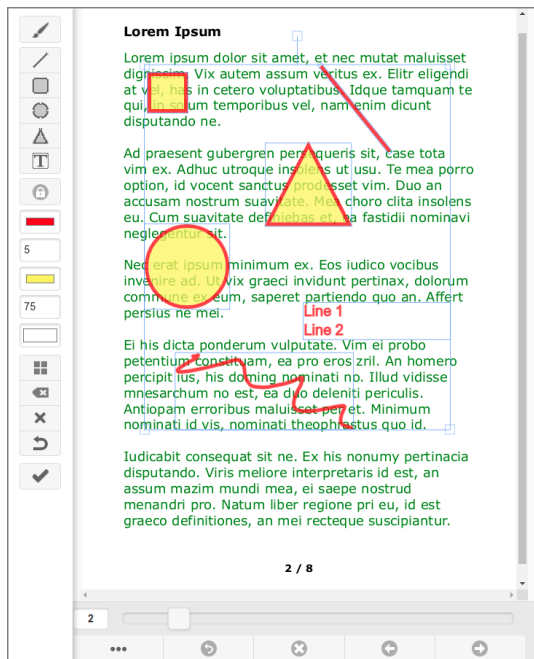 Lorem Ipsum
Lorem ipsum dolor sit amet, et nec mutat maluisset
dignissim. Vix autem assum veritus ex. Elitr eligendi
at vel, has in cetero voluptatibus. Idque tamquam te
qui, in solum temporibus vel, nam enim dicunt
disputando ne.
T
Ad praesent gubergren persequeris sit, case tota
vim ex. Adhuc utroque insolens ut usu. Te mea porro
option, id vocent sanctus prodesset vim. Duo an
accusam nostrum suavitate. Mea choro clita insolens
eu. Cum suavitate definiebas et, ea fastidii nominavi
neglegentur sit.
5
Nec erat ipsum minimum ex. Eos iudico vocibus
invenire ad. Ut vix graeci invidunt pertinax, dolorum
commune ex eum, saperet partiendo quo an. Affert
persius ne mei.
75
Line 1
Line 2
Ei his dicta ponderum vulputate. Vim ei probo
petentium constituam, ea pro eros zril. An homero
percipit ius, his doming nominati no. Illud vidisse
mnesarchum no est, ea duo deleniti periculis.
Antiopam erroribus maluisset per et. Minimum
nominati id vis, nominati theophrastus quo id.
Iudicabit consequat sit ne. Ex his nonumy pertinacia
disputando. Viris meliore interpretaris id est, an
assum mazim mundi mea, ei saepe nostrud
menandri pro. Natum liber regione pri eu, id est
graeco definitiones, an mei recteque suscipiantur.
2 / 8
2